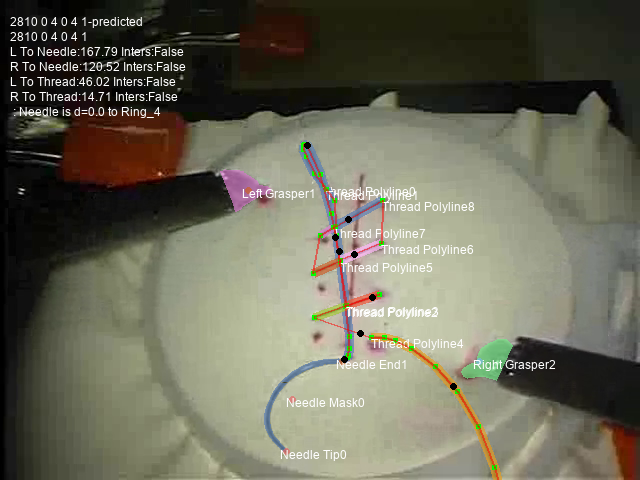 2810 0 4 0 4 1-predicted
2810 0 4 0 4 1
L To Needle:167.79 Inters:False
R To Needle:120.52 Inters:False
L To Thread:46.02 Inters:False
R To Thread:14.71 Inters:False
: Needle is d=0.0 to Ring_4
Left Grasper1
Thread Polyline0
Thread Polyline1
Thread Polyline8
Thread Polyline7
Thread Polyline6
Thread Polyline5
Thread Polyline2
Thread Polyline4
Needle End1
Right Grasper2
Needle Mask0
Needle Tip0